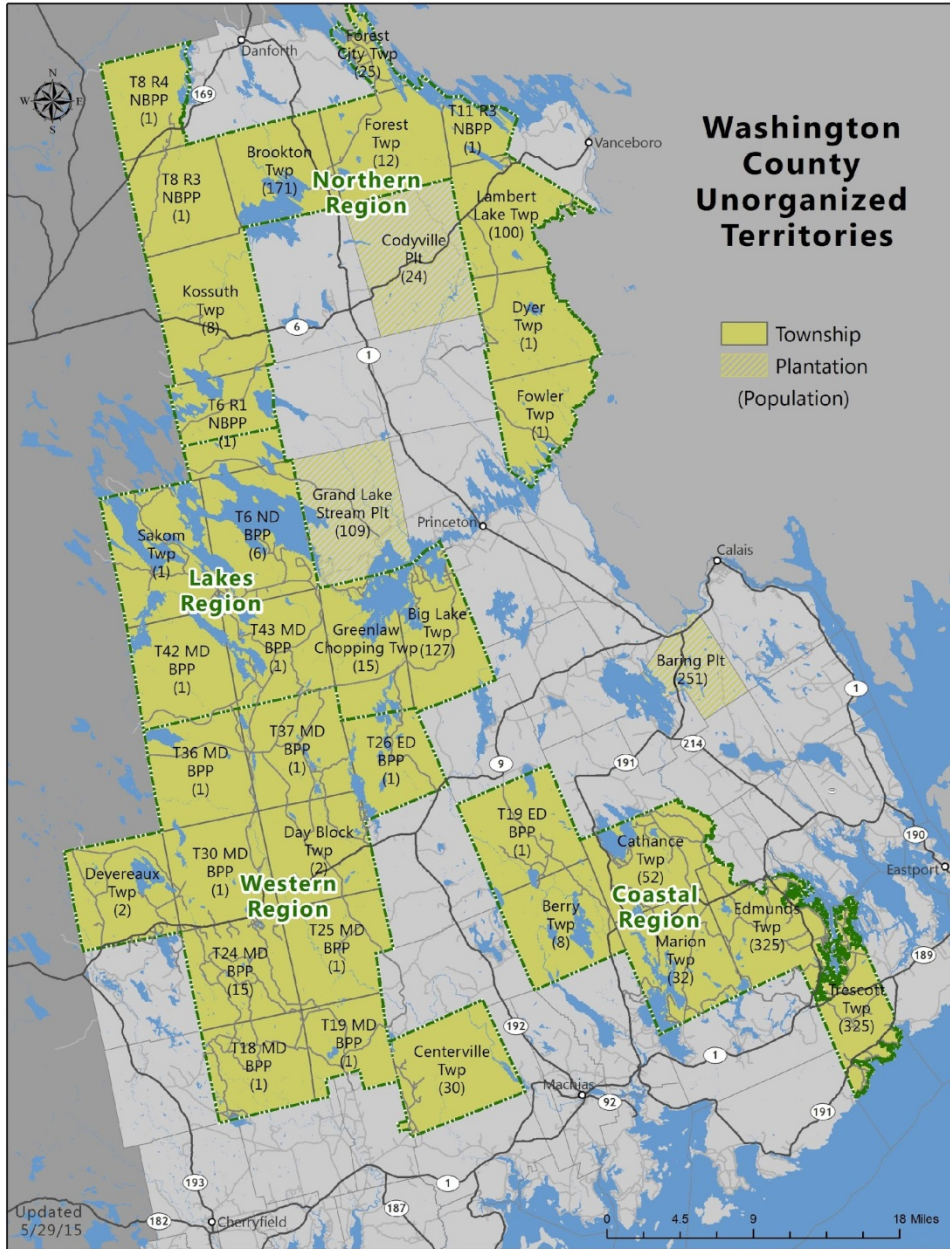 Washington
County
Unorganized
Territories
Township
Plantation
(Population)
N
W
E
S
Danforth
Forest
City Twp
(25)
T8 R4
NBPP
(1)
169
T11 R3
NBPP
(1)
Vanceboro
Forest
Twp
(12)
Brookton
Twp
(171)
T8 R3
NBPP
(1)
Northern
Region
Lambert
Lake Twp
(100)
Codyville
Plt
(24)
Kossuth
Twp
(8)
6
1
Dyer
Twp
(1)
T6 R1
NBPP
(1)
Fowler
Twp
(1)
Grand Lake
Stream Plt
(109)
Princeton
Sakom
Twp
(1)
T6 ND
BPP
(6)
Lakes
Region
Calais
T42 MD
BPP
(1)
T43 MD
BPP
(1)
Greenlaw
Chopping Twp
(15)
Big Lake
Twp
(127)
Baring Plt
(251)
1
T36 MD
BPP
(1)
T37 MD
BPP
(1)
T26 ED
BPP
(1)
9
191
214
T19 ED
BPP
(1)
190
Eastport
Devereaux
Twp
(2)
T30 MD
BPP
(1)
Day Block
Twp
(2)
Western
Region
Cathance
Twp
(52)
Coastal
Region
Berry
Twp
(8)
Marion
Twp
(32)
Edmunds
Twp
(325)
T24 MD
BPP
(15)
T25 MD
BPP
(1)
189
Trescott
Twp
(325)
T18 MD
BPP
(1)
T19 MD
BPP
(1)
Centerville
Twp
(30)
192
1
Machias
92
191
193
1
187
182
Cherryfield
Updated
5/29/15
0 4.5 9 18 Miles